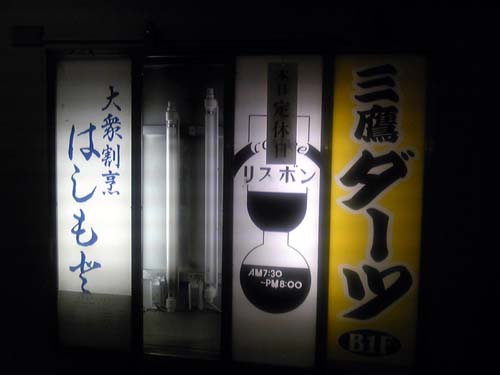 大衆割烹
はしもと
本日定休日
リスボン
AM7:30
~PM8:00
三鷹ダーツ
B1F